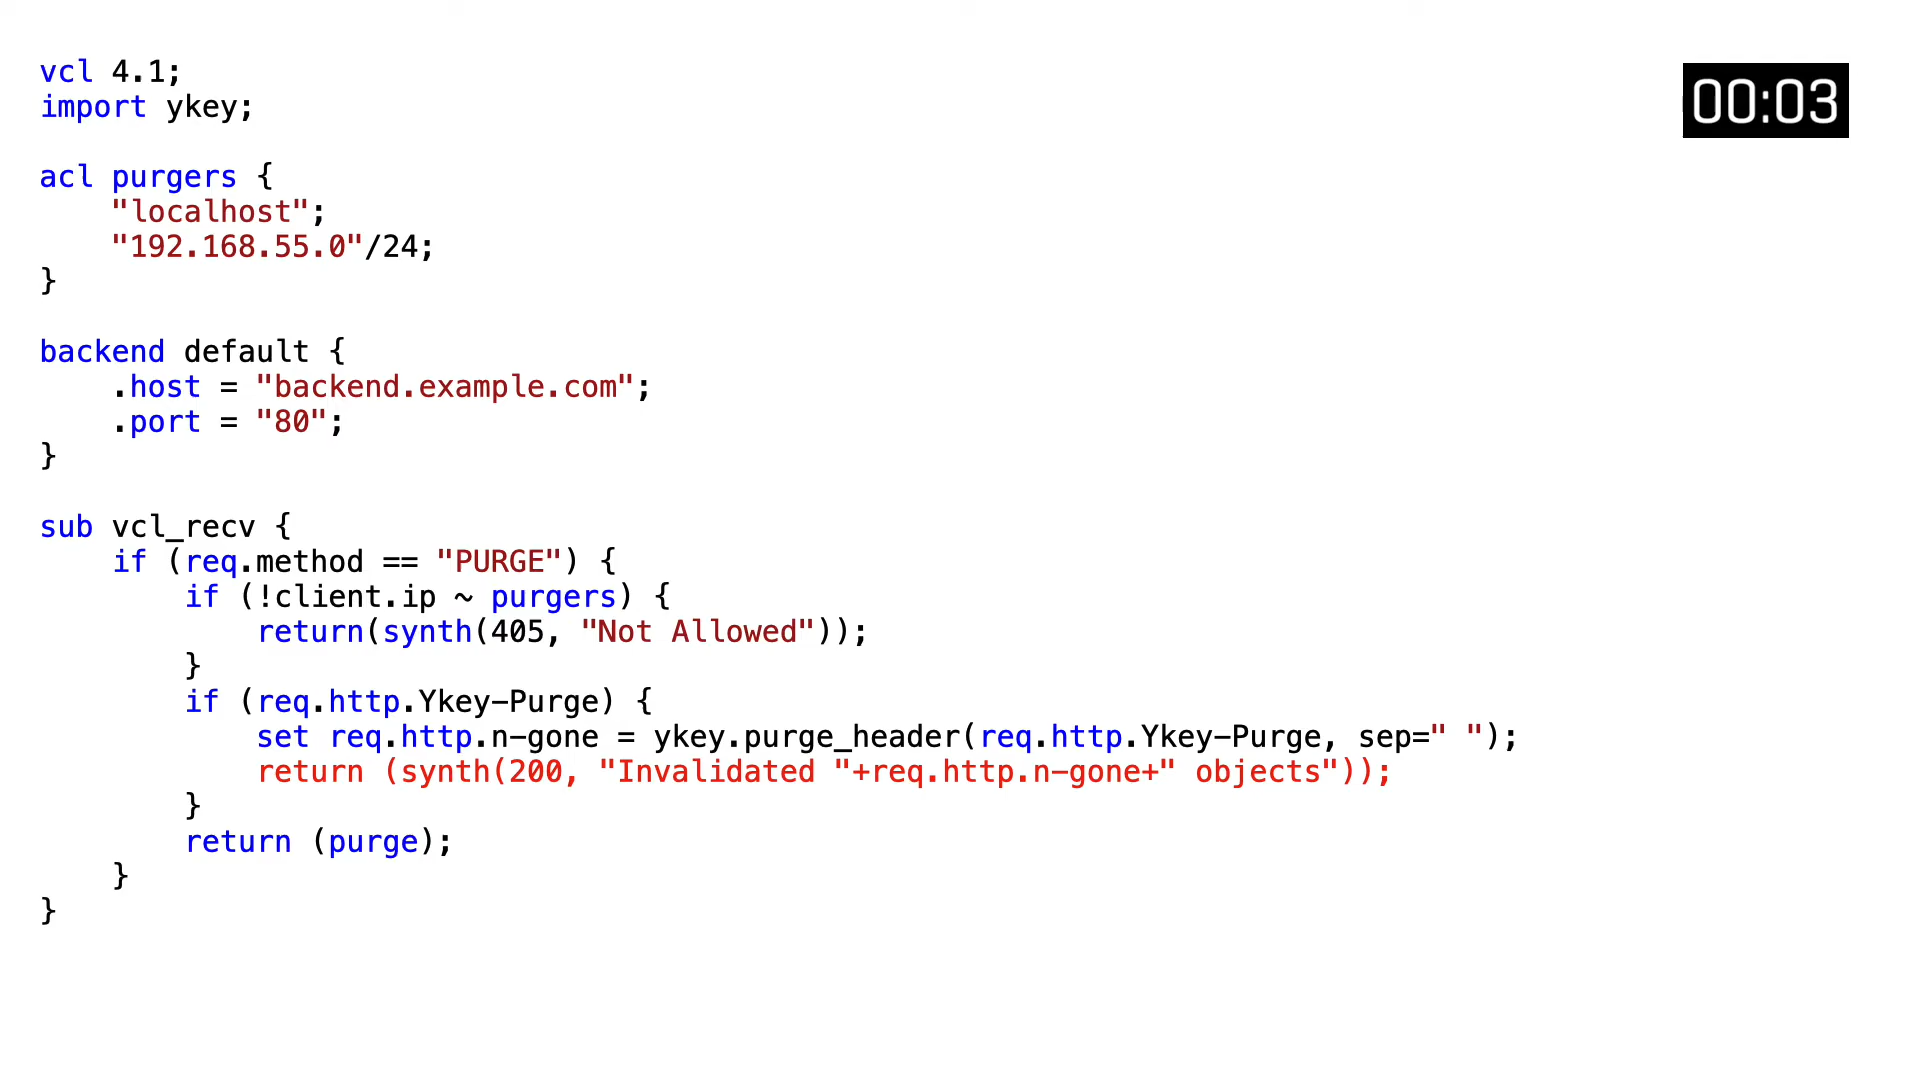 vcl 4.1;
import ykey;
00:03
acl purgers {
"localhost";
"192.168.55.0"/24;
}
backend default {
.host = "backend.example.com";
.port = "80";
}
sub vcl_recv {
if (req.method == "PURGE") {
if (!client.ip ~ purgers) {
return(synth(405, "Not Allowed"));
}
if (req.http.Ykey-Purge) {
set req.http.n-gone = ykey.purge_header(req.http.Ykey-Purge, sep=" ");
return (synth(200, "Invalidated "+req.http.n-gone+" objects"));
}
return (purge);
}
}